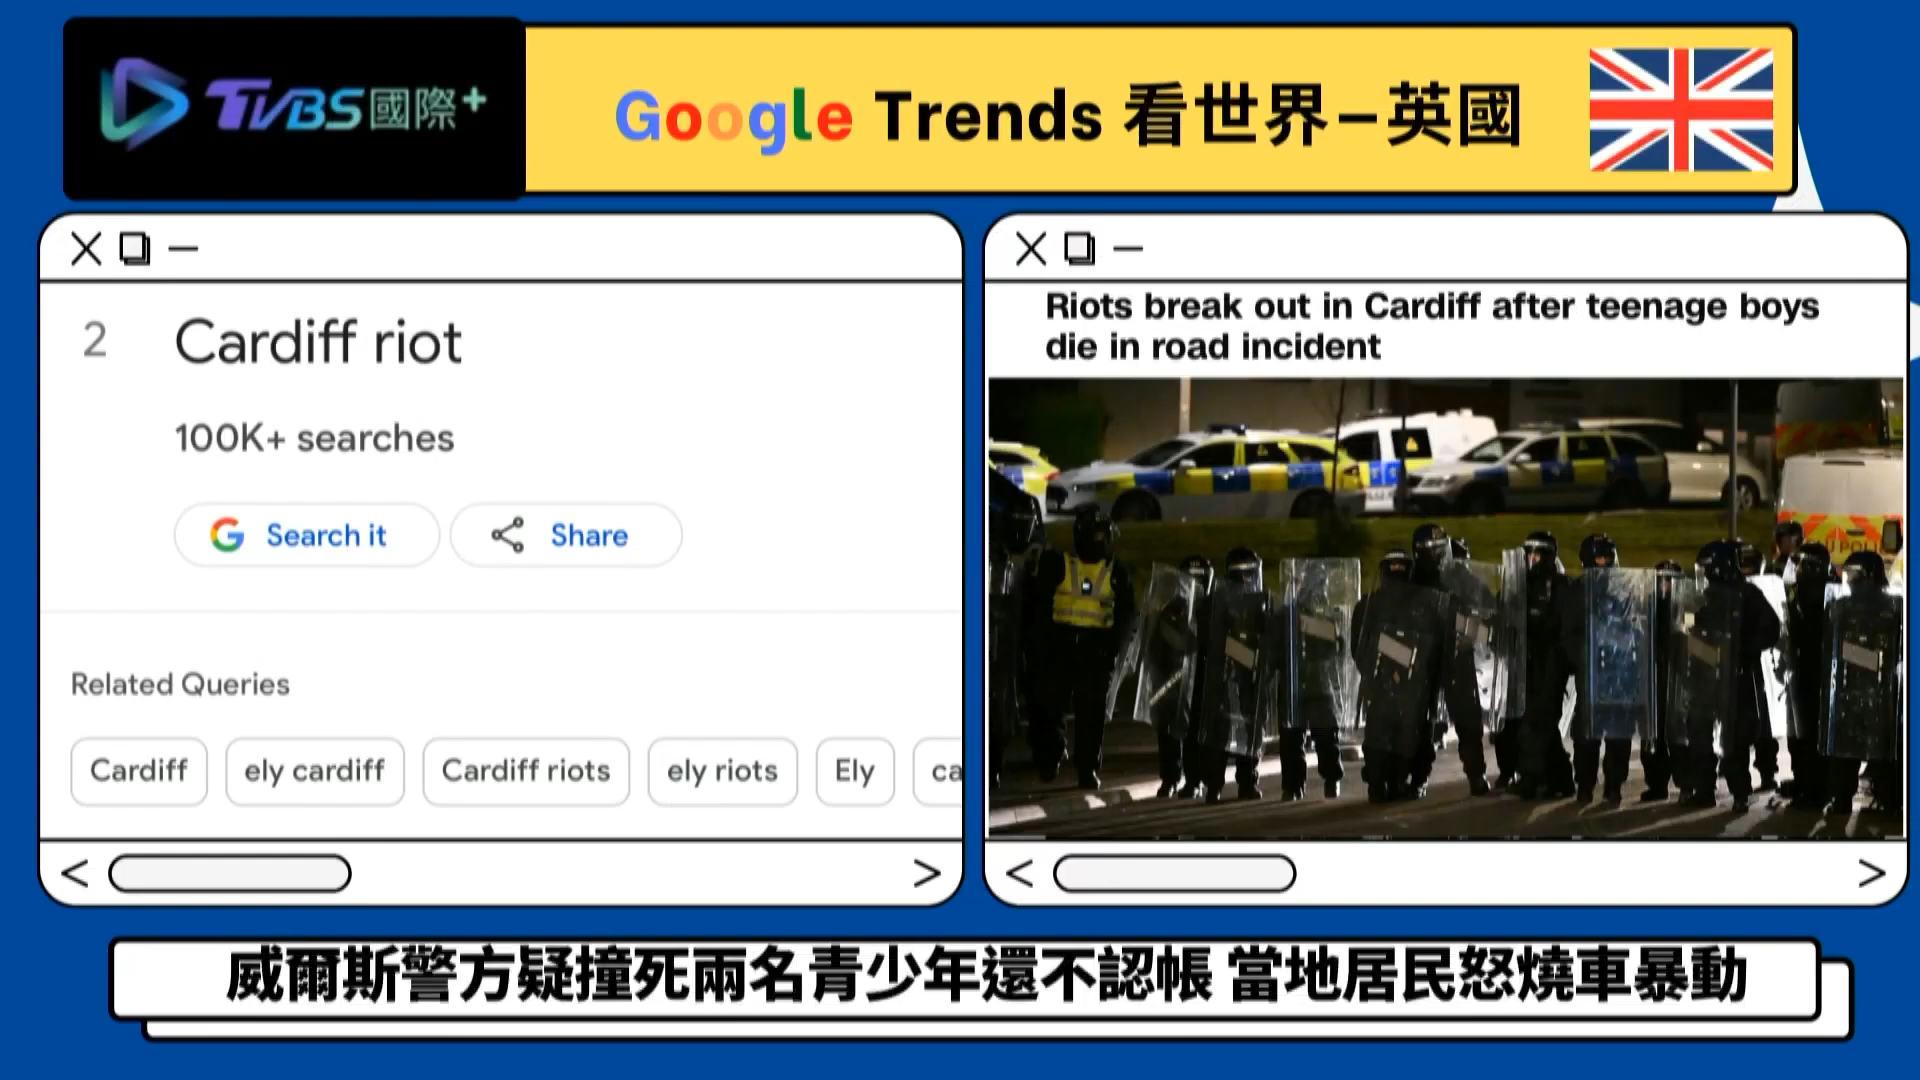 TVBS國際+
Google Trends 看世界–英國
2
Cardiff riot
100K+ searches
Search it
Share
Related Queries
Cardiff
ely cardiff
Cardiff riots
ely riots
Ely
ca
Riots break out in Cardiff after teenage boys
die in road incident
威爾斯警方疑撞死兩名青少年還不認帳 當地居民怒燒車暴動